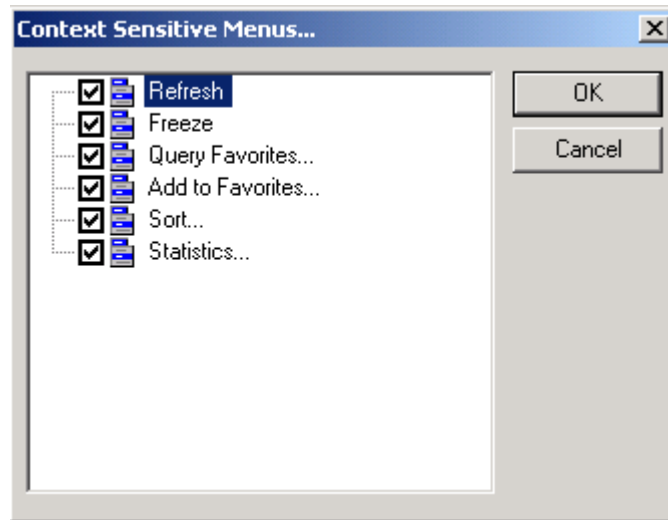 Context Sensitive Menus...
Refresh
Freeze
Query Favorites...
Add to Favorites...
Sort...
Statistics...
OK
Cancel